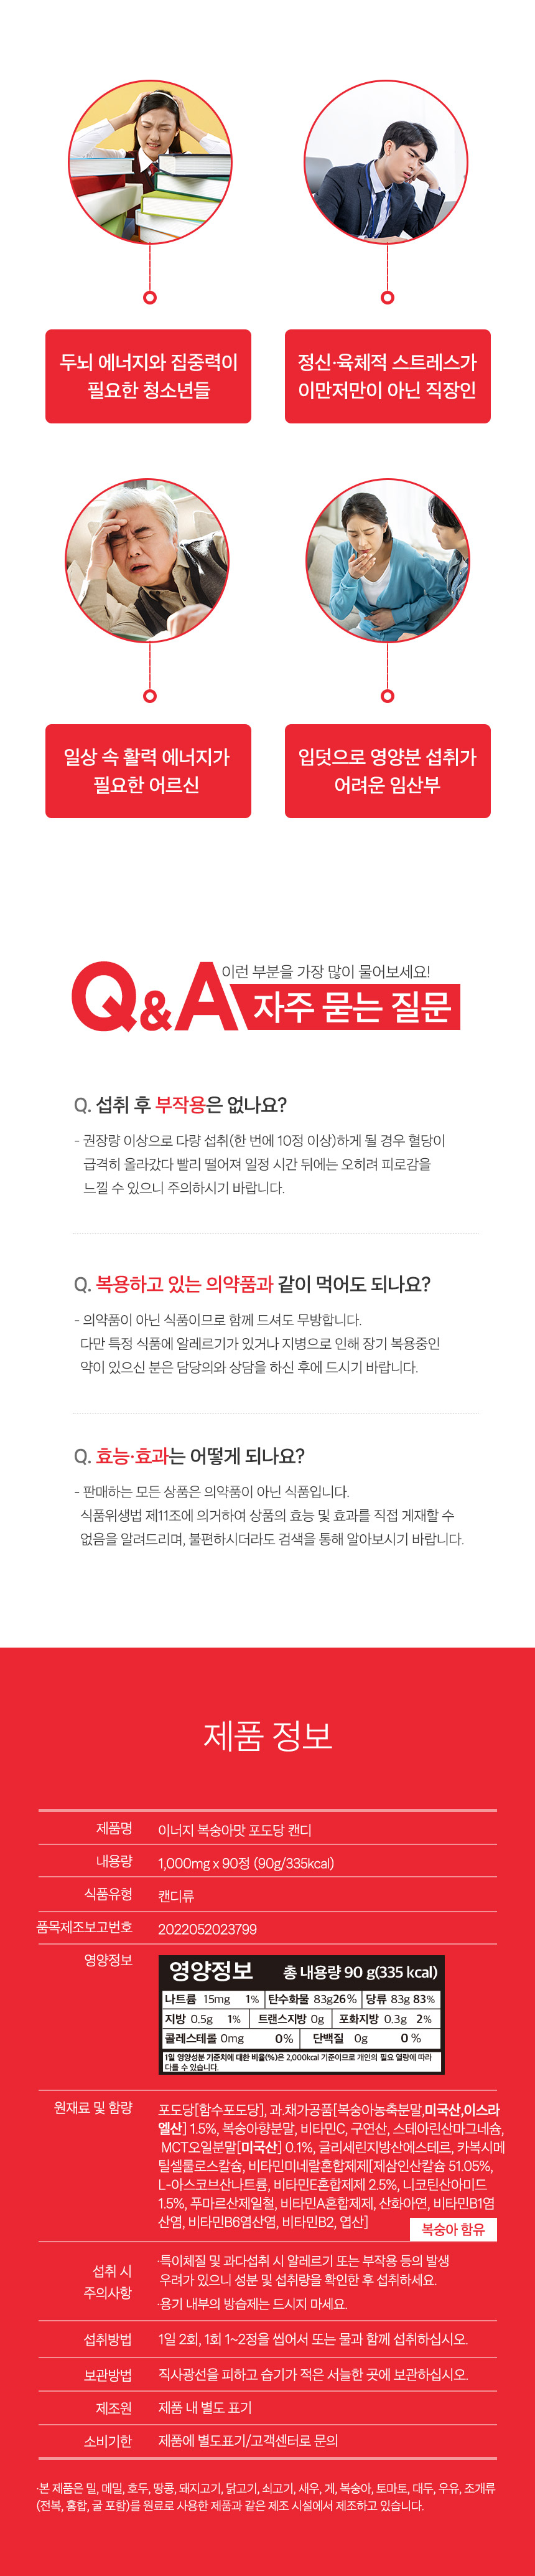 두뇌 에너지와 집중력이
필요한 청소년들
정신·육체적 스트레스가
이만저만이 아닌 직장인
일상 속 활력 에너지가
필요한 어르신
입덧으로 영양분 섭취가
어려운 임산부
Q&A
이런 부분을 가장 많이 물어보세요!
자주 묻는 질문
Q. 섭취 후 부작용은 없나요?
- 권장량 이상으로 다량 섭취(한 번에 10정 이상)하게 될 경우 혈당이
급격히 올라갔다 빨리 떨어져 일정 시간 뒤에는 오히려 피로감을
느낄 수 있으니 주의하시기 바랍니다.
Q. 복용하고 있는 의약품과 같이 먹어도 되나요?
- 의약품이 아닌 식품이므로 함께 드셔도 무방합니다.
다만 특정 식품에 알레르기가 있거나 지병으로 인해 장기 복용중인
약이 있으신 분은 담당의와 상담을 하신 후에 드시기 바랍니다.
Q. 효능·효과는 어떻게 되나요?
- 판매하는 모든 상품은 의약품이 아닌 식품입니다.
식품위생법 제11조에 의거하여 상품의 효능 및 효과를 직접 게재할 수
없음을 알려드리며, 불편하시더라도 검색을 통해 알아보시기 바랍니다.
제품 정보
제품명 이너지 복숭아맛 포도당 캔디
내용량 1,000mg x 90정 (90g/335kcal)
식품유형 캔디류
품목제조보고번호 2022052023799
영양정보
영양정보 총 내용량 90 g(335 kcal)
나트륨 15mg 1% 탄수화물 83g26% 당류 83g 83%
지방 0.5g 1% 트랜스지방 0g 포화지방 0.3g 2%
콜레스테롤 0mg 0% 단백질 0g 0 %
1일 영양성분 기준치에 대한 비율(%)은 2,000kcal 기준이므로 개인의 필요 열량에 따라
다를 수 있습니다.
원재료 및 함량
포도당[함수포도당], 과.채가공품[복숭아농축분말,미국산,이스라
엘산] 1.5%, 복숭아향분말, 비타민C, 구연산, 스테아린산마그네슘,
MCT오일분말[미국산] 0.1%, 글리세린지방산에스테르, 카복시메
틸셀룰로스칼슘, 비타민미네랄혼합제제[제삼인산칼슘 51.05%,
L-아스코브산나트륨, 비타민E혼합제제 2.5%, 니코틴산아미드
1.5%, 푸마르산제일철, 비타민A혼합제제, 산화아연, 비타민B1염
산염, 비타민B6염산염, 비타민B2, 엽산]
복숭아 함유
섭취 시
주의사항
·특이체질 및 과다섭취 시 알레르기 또는 부작용 등의 발생
우려가 있으니 성분 및 섭취량을 확인한 후 섭취하세요.
·용기 내부의 방습제는 드시지 마세요.
섭취방법 1일 2회, 1회 1~2정을 씹어서 또는 물과 함께 섭취하십시오.
보관방법 직사광선을 피하고 습기가 적은 서늘한 곳에 보관하십시오.
제조원 제품 내 별도 표기
소비기한 제품에 별도표기/고객센터로 문의
·본 제품은 밀, 메밀, 호두, 땅콩, 돼지고기, 닭고기, 쇠고기, 새우, 게, 복숭아, 토마토, 대두, 우유, 조개류
(전복, 홍합, 굴 포함)를 원료로 사용한 제품과 같은 제조 시설에서 제조하고 있습니다.